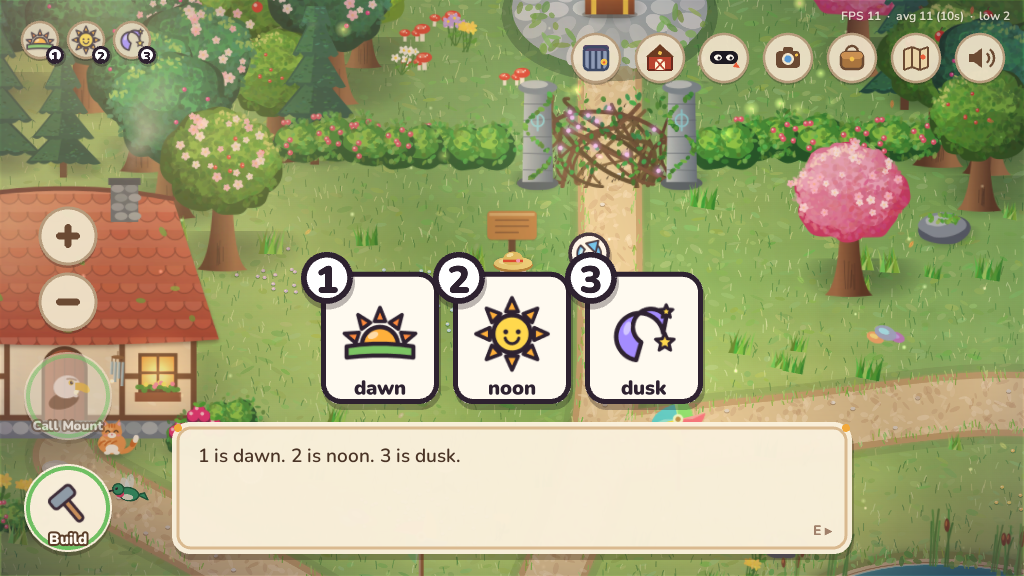 FPS 11 · avg 11 (10s) · low 2
1
2
3
1
2
3
dawn
noon
dusk
Call Mount
1 is dawn. 2 is noon. 3 is dusk.
E
Build